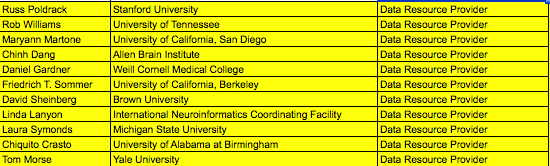 Russ Poldrack Stanford University Data Resource Provider
Rob Williams University of Tennessee Data Resource Provider
Maryann Martone University of California, San Diego Data Resource Provider
Chinh Dang Allen Brain Institute Data Resource Provider
Daniel Gardner Weill Cornell Medical College Data Resource Provider
Friedrich T. Sommer University of California, Berkeley Data Resource Provider
David Sheinberg Brown University Data Resource Provider
Linda Lanyon International Neuroinformatics Coordinating Facility Data Resource Provider
Laura Symonds Michigan State University Data Resource Provider
Chiquito Crasto University of Alabama at Birmingham Data Resource Provider
Tom Morse Yale University Data Resource Provider